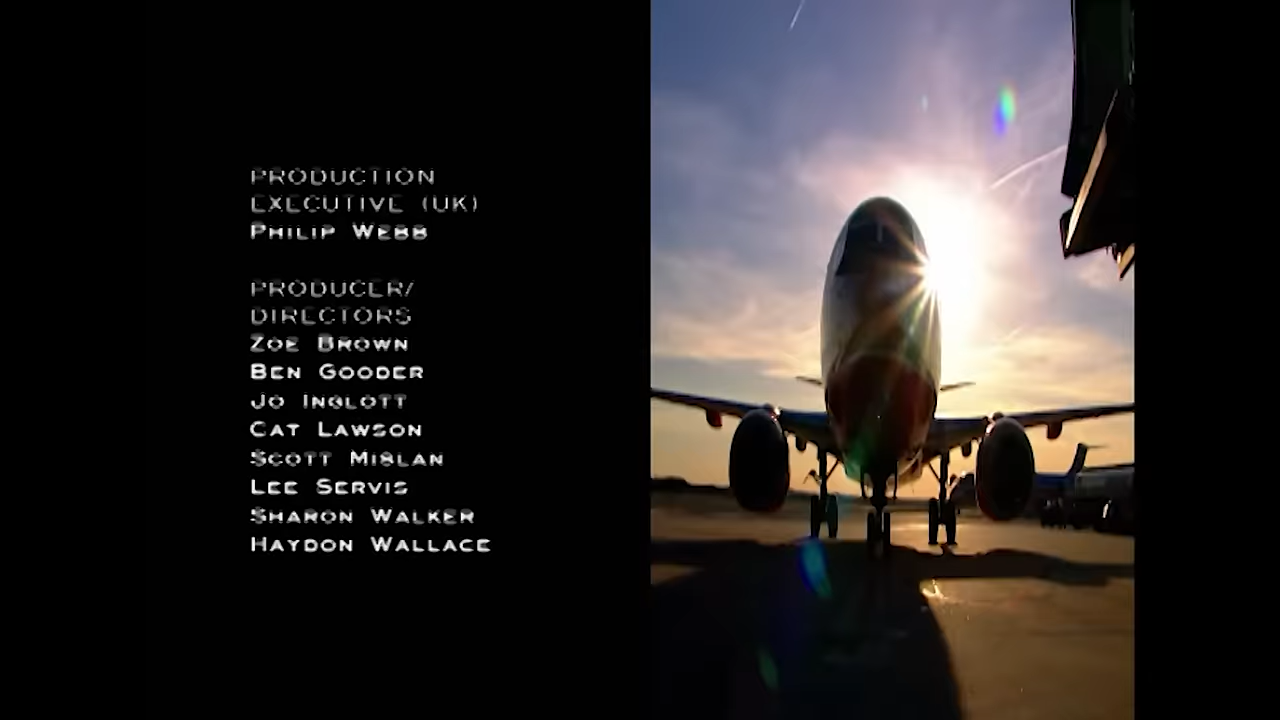 PRODUCTION
EXECUTIVE (UK)
PHILIP WEBB
PRODUCER/
DIRECTORS
ZOE BROWN
BEN GOODER
JO INGLOTT
CAT LAWSON
SCOTT MISLAN
LEE SERVIS
SHARON WALKER
HAYDON WALLACE